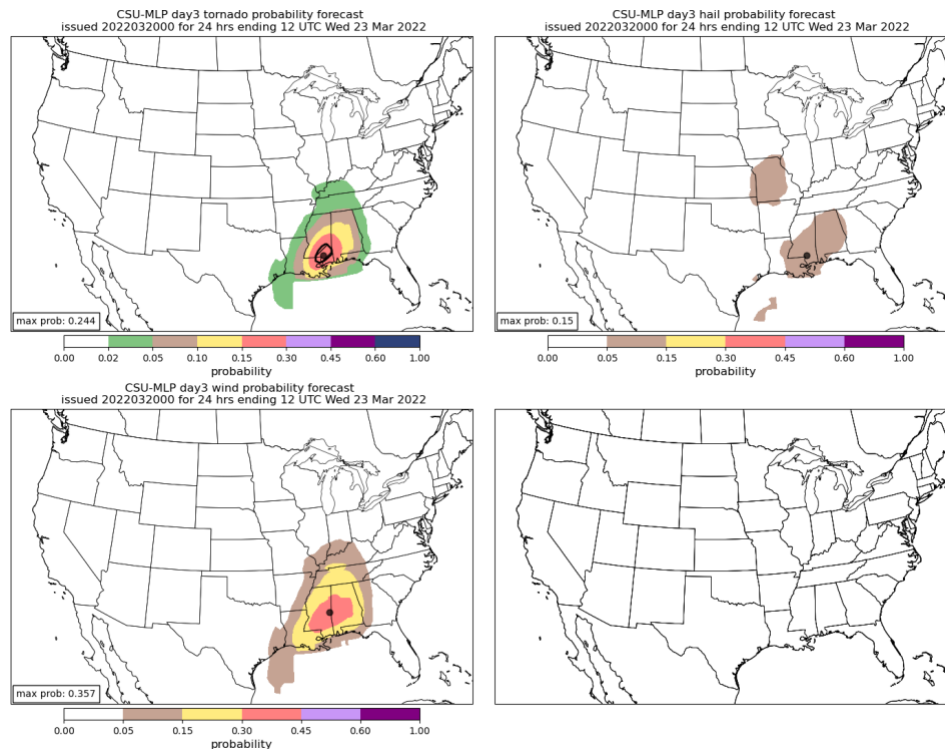 CSU-MLP day3 tornado probability forecast
issued 2022032000 for 24 hrs ending 12 UTC Wed 23 Mar 2022
max prob: 0.244
0.00 0.02 0.05 0.10 0.15 0.30 0.45 0.60 1.00
probability
CSU-MLP day3 hail probability forecast
issued 2022032000 for 24 hrs ending 12 UTC Wed 23 Mar 2022
max prob: 0.15
0.00 0.05 0.15 0.30 0.45 0.60 1.00
probability
CSU-MLP day3 wind probability forecast
issued 2022032000 for 24 hrs ending 12 UTC Wed 23 Mar 2022
max prob: 0.357
0.00 0.05 0.15 0.30 0.45 0.60 1.00
probability